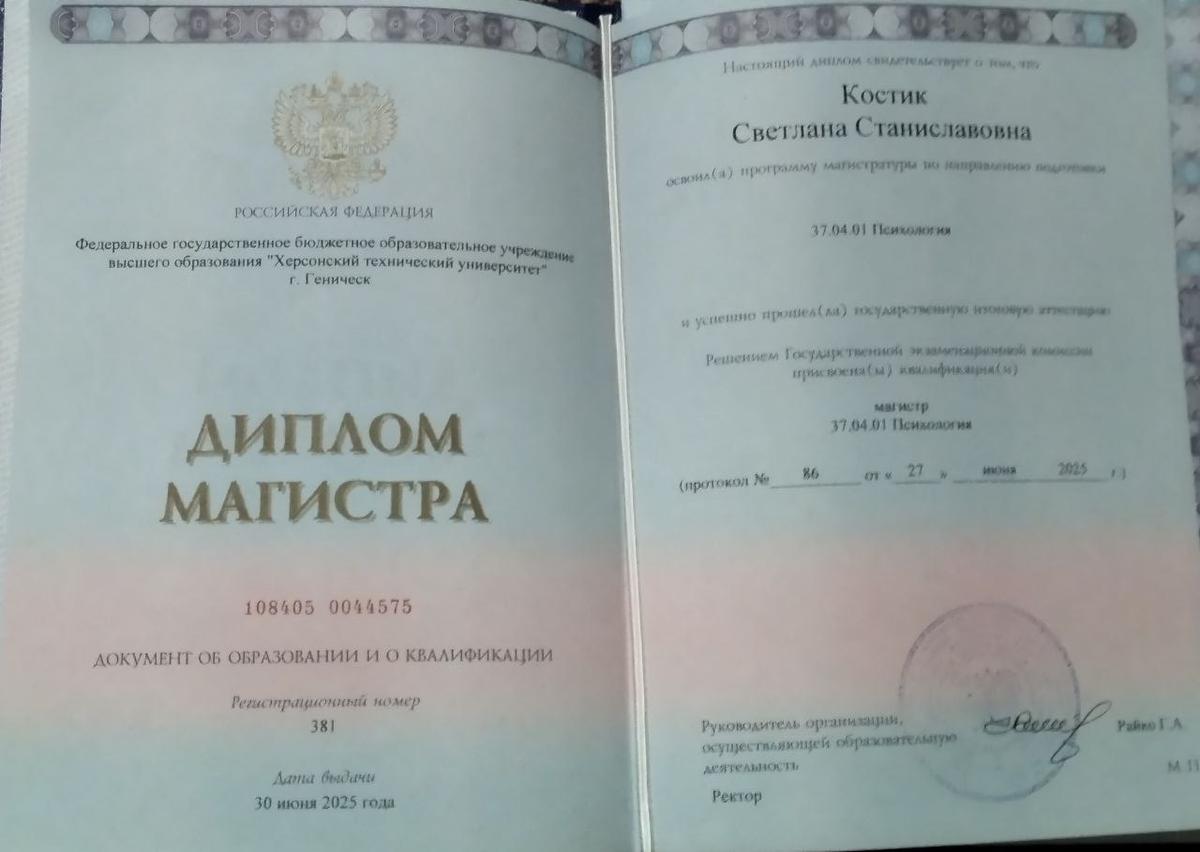 РОССИЙСКАЯ ФЕДЕРАЦИЯ
Федеральное государственное бюджетное образовательное учреждение
высшего образования "Херсонский технический университет"
г. Геническ
ДИПЛОМ
МАГИСТРА
108405 0044575
ДОКУМЕНТ ОБ ОБРАЗОВАНИИ И О КВАЛИФИКАЦИИ
Регистрационный номер
381
Дата выдачи
30 июня 2025 года
Настоящий диплом свидетельствует о том, что
Костик
Светлана Станиславовна
освоил(а) программу магистратуры по направлению подготовки
37.04.01 Психология
и успешно прошел(ла) государственную итоговую аттестацию
Решением Государственной экзаменационной комиссии
присвоена(ы) квалификация(и)
магистр
37.04.01 Психология
(протокол № 86 от « 27 » июня 2025 г.)
Руководитель организации,
осуществляющей образовательную
деятельность
Ректор
Райко Г.А.
М.П